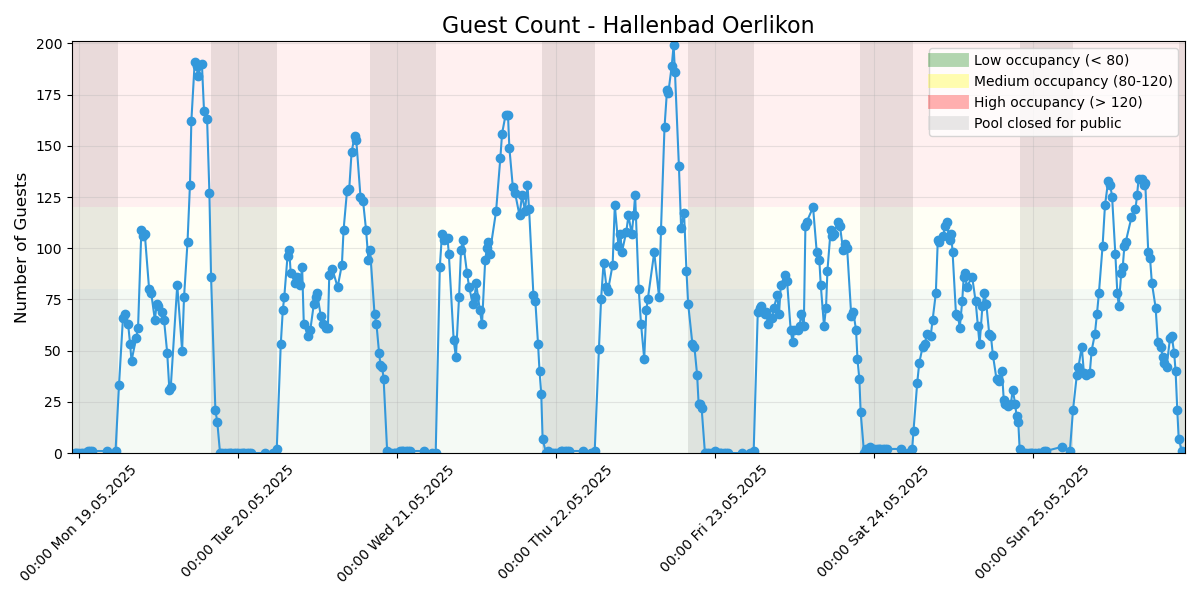 Guest Count - Hallenbad Oerlikon
Number of Guests
200
175
150
125
100
75
50
25
0
Low occupancy (< 80)
Medium occupancy (80-120)
High occupancy (> 120)
Pool closed for public
00:00 Mon 19.05.2025
00:00 Tue 20.05.2025
00:00 Wed 21.05.2025
00:00 Thu 22.05.2025
00:00 Fri 23.05.2025
00:00 Sat 24.05.2025
00:00 Sun 25.05.2025